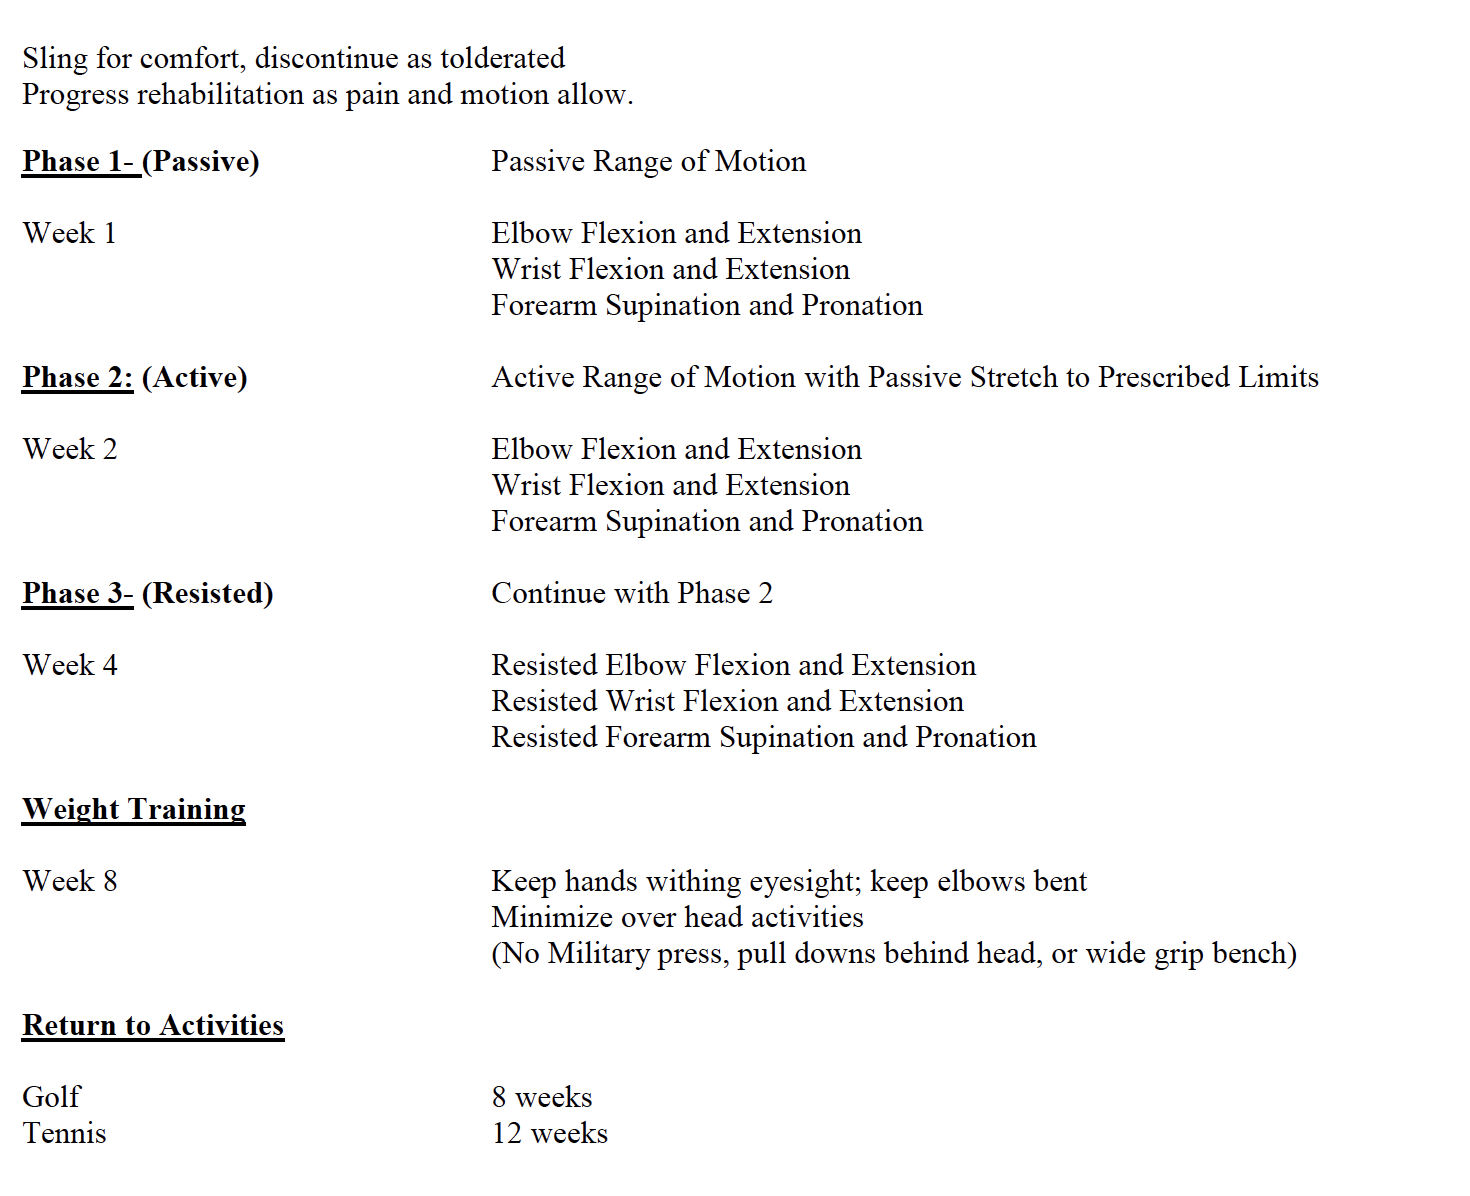 Sling for comfort, discontinue as tolderated
Progress rehabilitation as pain and motion allow.
Phase 1- (Passive) Passive Range of Motion
Week 1 Elbow Flexion and Extension
Wrist Flexion and Extension
Forearm Supination and Pronation
Phase 2: (Active) Active Range of Motion with Passive Stretch to Prescribed Limits
Week 2 Elbow Flexion and Extension
Wrist Flexion and Extension
Forearm Supination and Pronation
Phase 3- (Resisted) Continue with Phase 2
Week 4 Resisted Elbow Flexion and Extension
Resisted Wrist Flexion and Extension
Resisted Forearm Supination and Pronation
Weight Training
Week 8 Keep hands withing eyesight; keep elbows bent
Minimize over head activities
(No Military press, pull downs behind head, or wide grip bench)
Return to Activities
Golf 8 weeks
Tennis 12 weeks